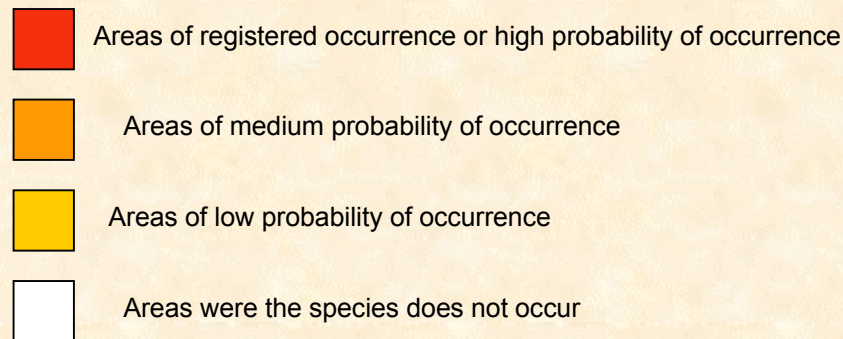 Areas of registered occurrence or high probability of occurrence
Areas of medium probability of occurrence
Areas of low probability of occurrence
Areas were the species does not occur